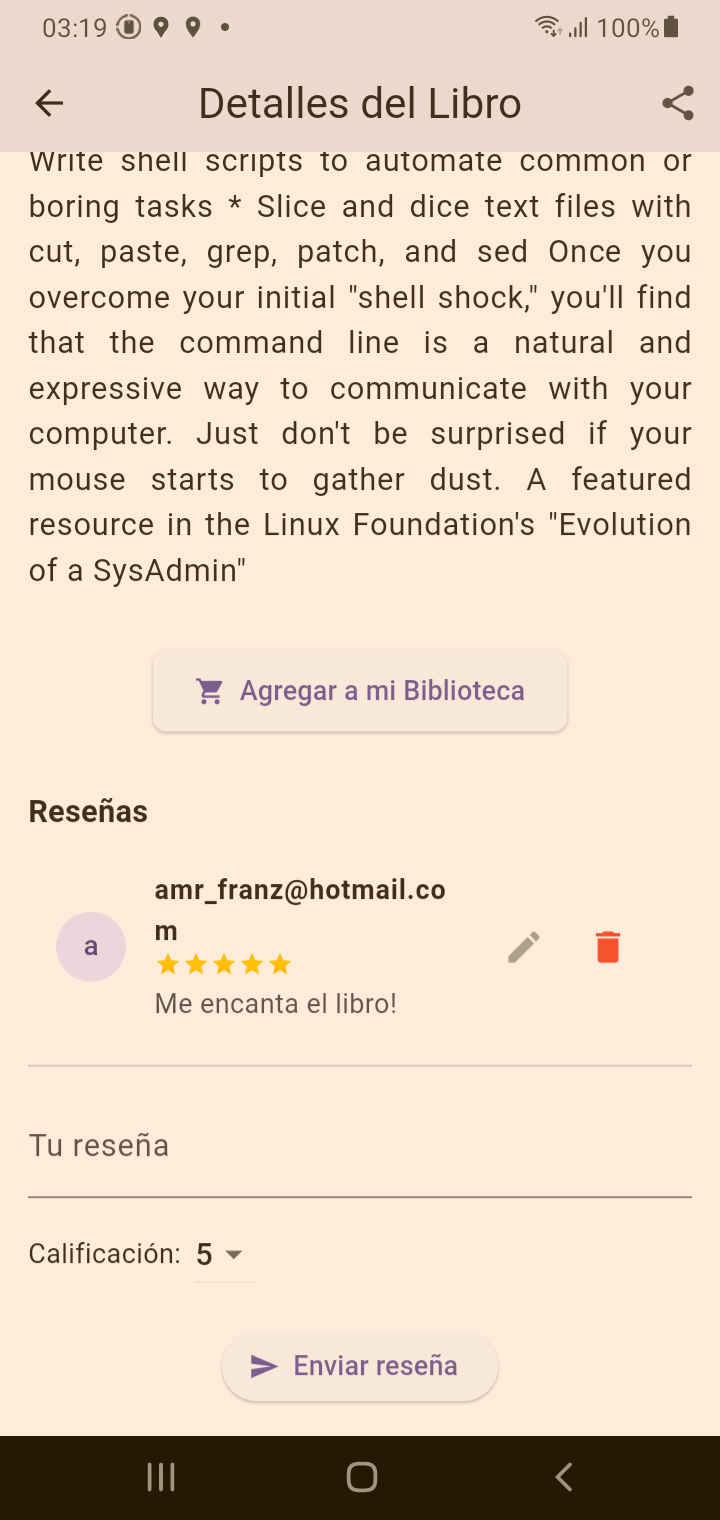 03:19
100%
Detalles del Libro
Write shell scripts to automate common or
boring tasks * Slice and dice text files with
cut, paste, grep, patch, and sed Once you
overcome your initial "shell shock," you'll find
that the command line is a natural and
expressive way to communicate with your
computer. Just don't be surprised if your
mouse starts to gather dust. A featured
resource in the Linux Foundation's "Evolution
of a SysAdmin"
Agregar a mi Biblioteca
Reseñas
a
amr_franz@hotmail.co
m
Me encanta el libro!
Tu reseña
Calificación: 5
Enviar reseña